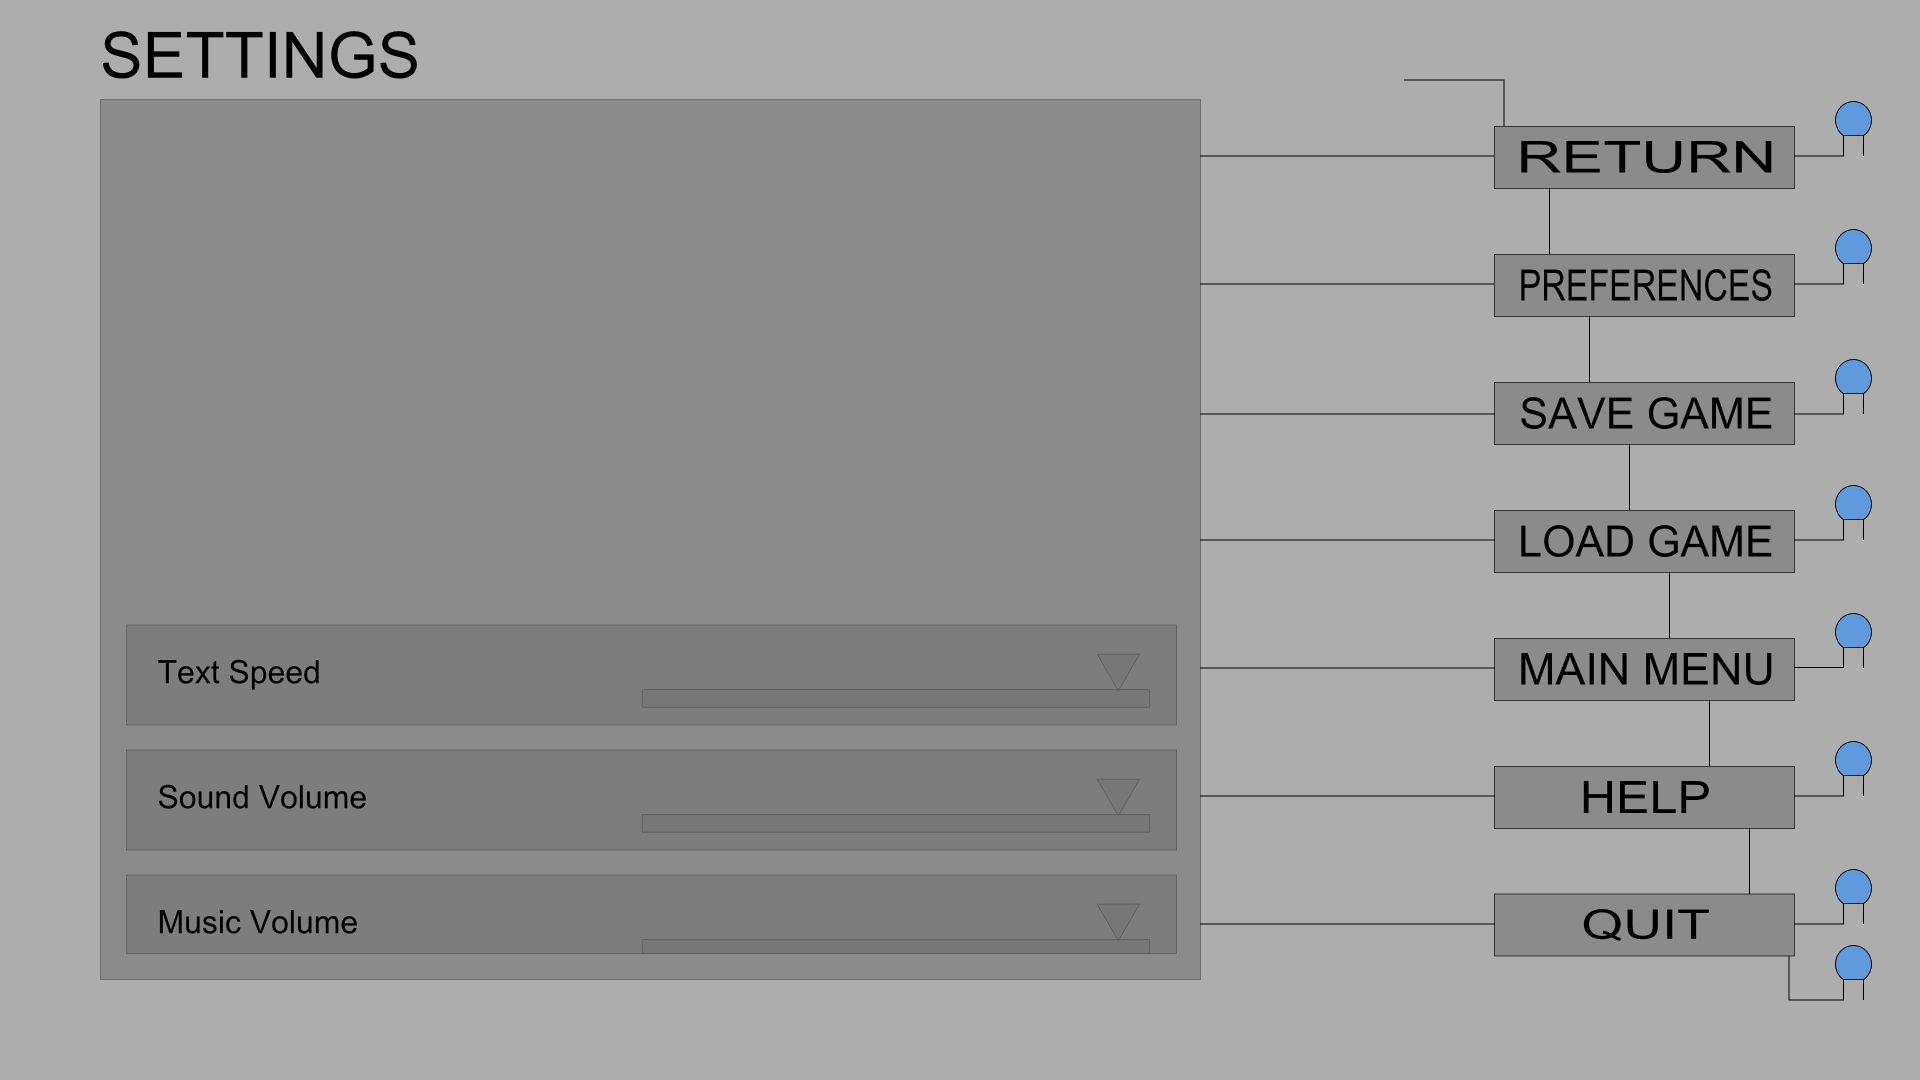 SETTINGS
RETURN
PREFERENCES
SAVE GAME
LOAD GAME
MAIN MENU
HELP
QUIT
Text Speed
Sound Volume
Music Volume